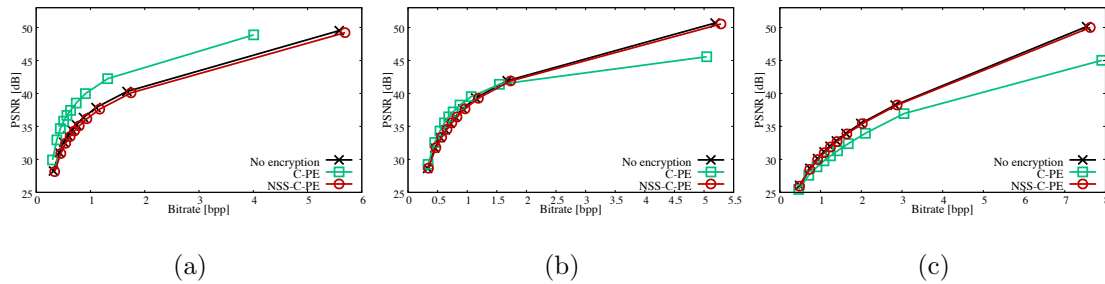 50
45
40
35
30
25
PSNR [dB]
No encryption
C-PE
NSS-C-PE
0 1 2 3 4 5 6
Bitrate [bpp]
(a)
50
45
40
35
30
25
PSNR [dB]
No encryption
C-PE
NSS-C-PE
0 0.5 1 1.5 2 2.5 3 3.5 4 4.5 5 5.5
Bitrate [bpp]
(b)
50
45
40
35
30
25
PSNR [dB]
No encryption
C-PE
NSS-C-PE
0 1 2 3 4 5 6 7 8
Bitrate [bpp]
(c)